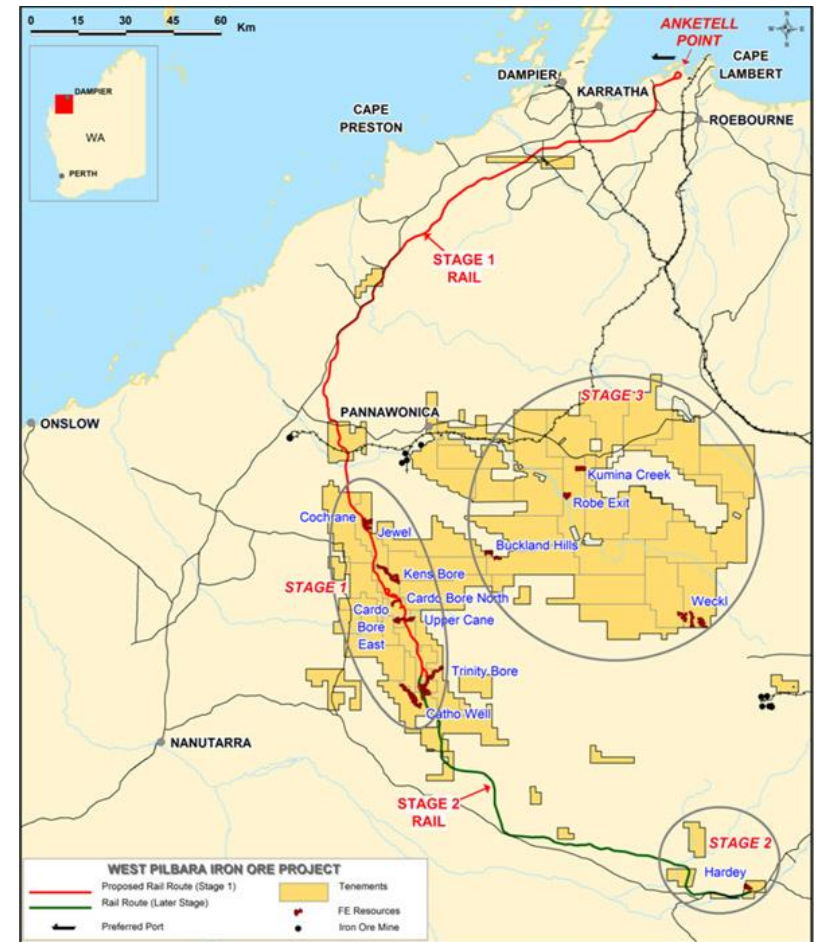 0 15 30 45 60
Km
ANKETELL
POINT
W E
CAPE
LAMBERT
DAMPIER
KARRATHA
ROEBOURNE
CAPE
PRESTON
DAMPIER
WA
PERTH
STAGE 1
RAIL
PANNAWONICA
STAGE 3
ONSLOW
Kumina Creek
Robe Exit
Cochrane
Jewel
Buckland Hills
STAGE 1
Kens Bore
Cardo Bore North
Cardo
Bore
East
Upper Cane
Weckl
Trinity Bore
Catho Well
NANUTARRA
STAGE 2
RAIL
STAGE 2
Hardey
WEST PILBARA IRON ORE PROJECT
Proposed Rail Route (Stage 1)
Rail Route (Later Stage)
Preferred Port
Tenements
FE Resources
Iron Ore Mine